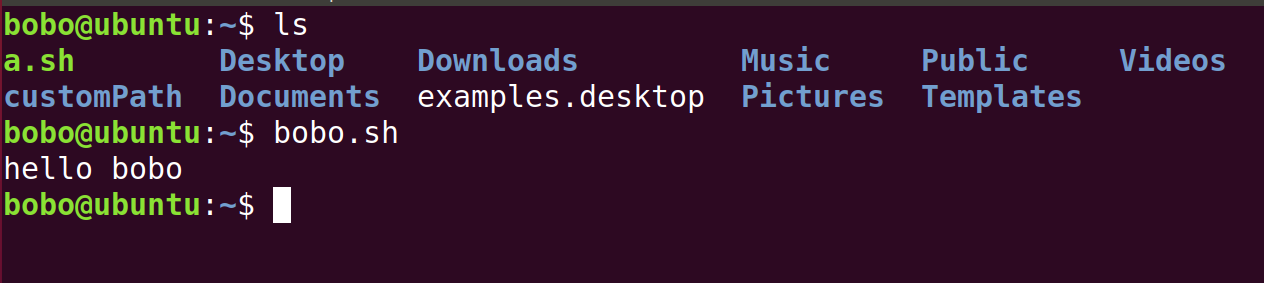 bobo@ubuntu:~$ ls
a.sh Desktop Downloads Music Public Videos
customPath Documents examples.desktop Pictures Templates
bobo@ubuntu:~$ bobo.sh
hello bobo
bobo@ubuntu:~$